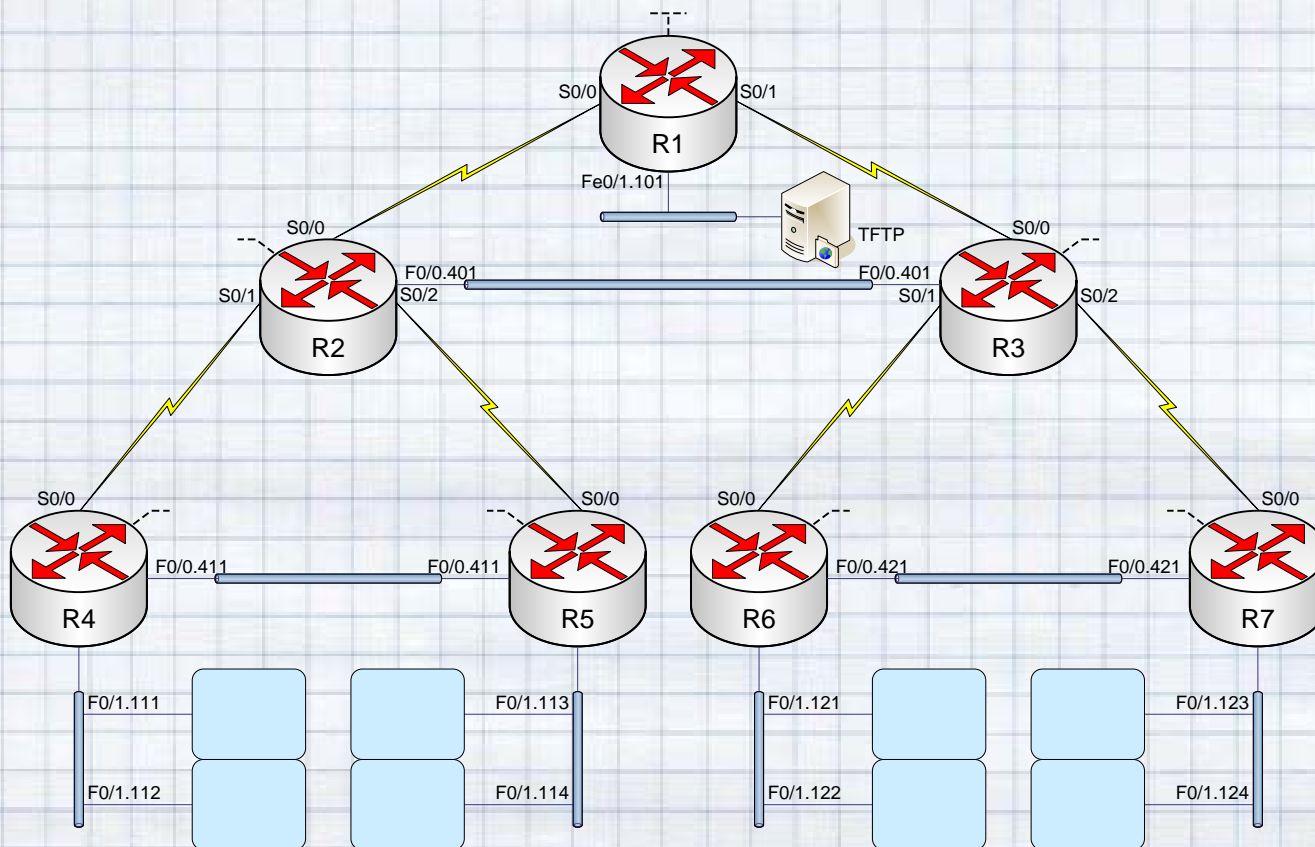 S0/0
S0/1
R1
Fe0/1.101
TFTP
S0/0
S0/0
F0/0.401
F0/0.401
S0/1
S0/2
S0/1
S0/2
R2
R3
S0/0
S0/0
S0/0
S0/0
F0/0.411
F0/0.411
F0/0.421
F0/0.421
R4
R5
R6
R7
F0/1.111
F0/1.113
F0/1.121
F0/1.123
F0/1.112
F0/1.114
F0/1.122
F0/1.124